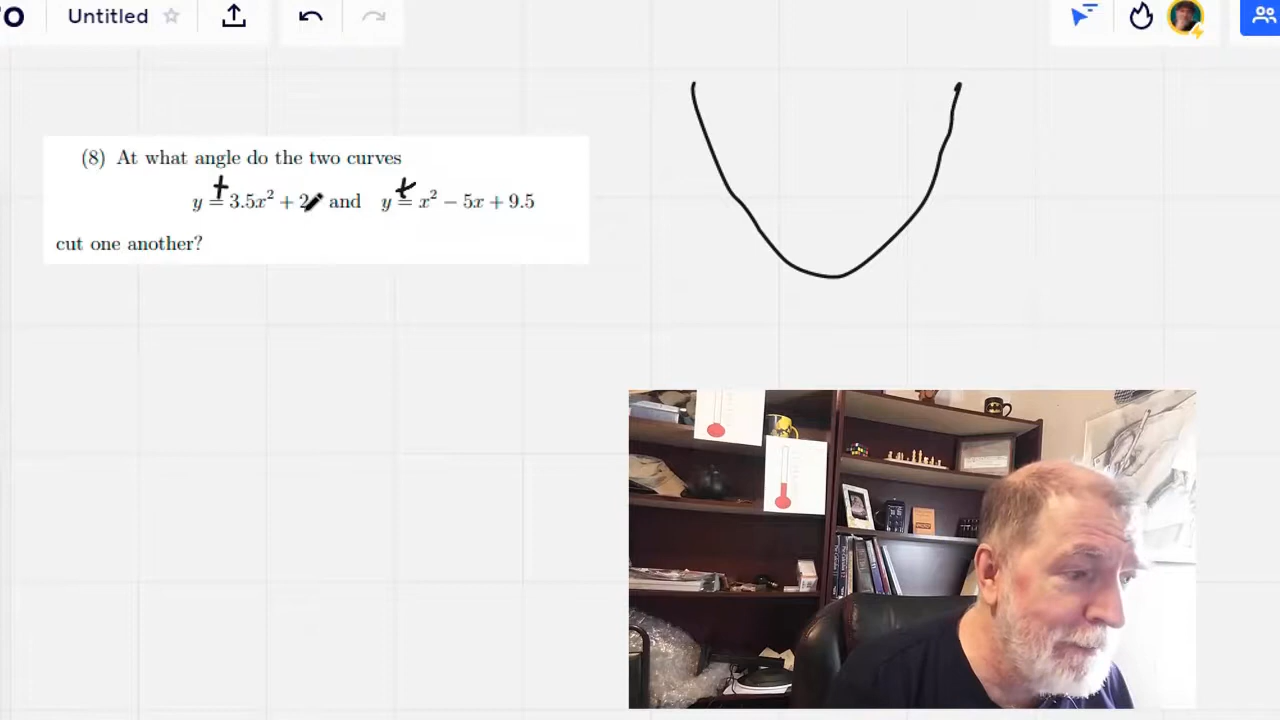 Untitled
(8) At what angle do the two curves
+ +
y = 3.5x² + 2 and y = x² − 5x + 9.5
cut one another?